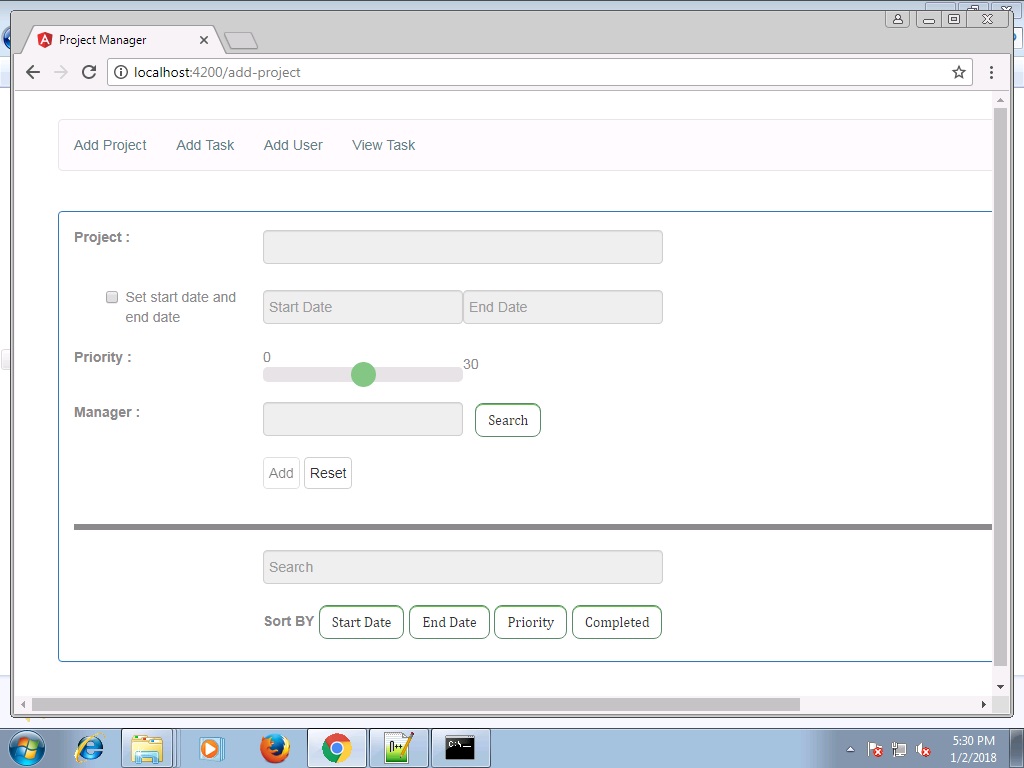 Project Manager
localhost:4200/add-project
Add Project Add Task Add User View Task
Project :
Set start date and
end date
Start Date End Date
Priority :
0
30
Manager :
Search
Add Reset
Search
Sort BY Start Date End Date Priority Completed
5:30 PM
1/2/2018